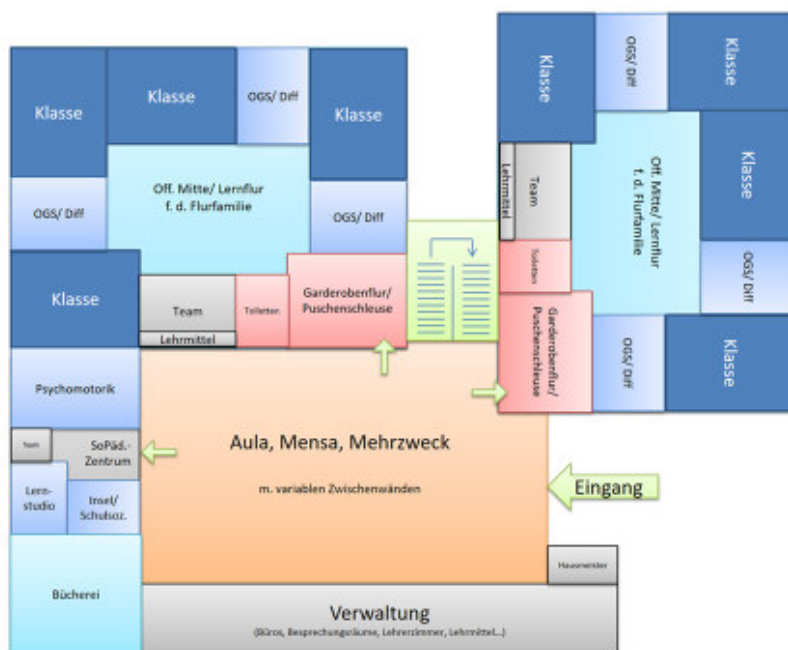 Klasse
Klasse
OGS/ Diff
Klasse
OGS/ Diff
Off. Mitte/ Lernflur
f. d. Flurfamilie
OGS/ Diff
Klasse
Team
Lehrmittel
Toiletten
Garderobenflur/
Puschenschleuse
Klasse
OGS/ Diff
Klasse
Lehrmittel
Team
Off. Mitte/ Lernflur
f. d. Flurfamilie
Klasse
Toiletten
OGS/ Diff
Garderobenflur/
Puschenschleuse
OGS/ Diff
Klasse
Psychomotorik
Team
SoPäd.-
Zentrum
Lern-
studio
Insel/
Schulsoz.
Bücherei
Aula, Mensa, Mehrzweck
m. variablen Zwischenwänden
Eingang
Hausmeister
Verwaltung
(Büros, Besprechungsräume, Lehrerzimmer, Lehrmittel...)